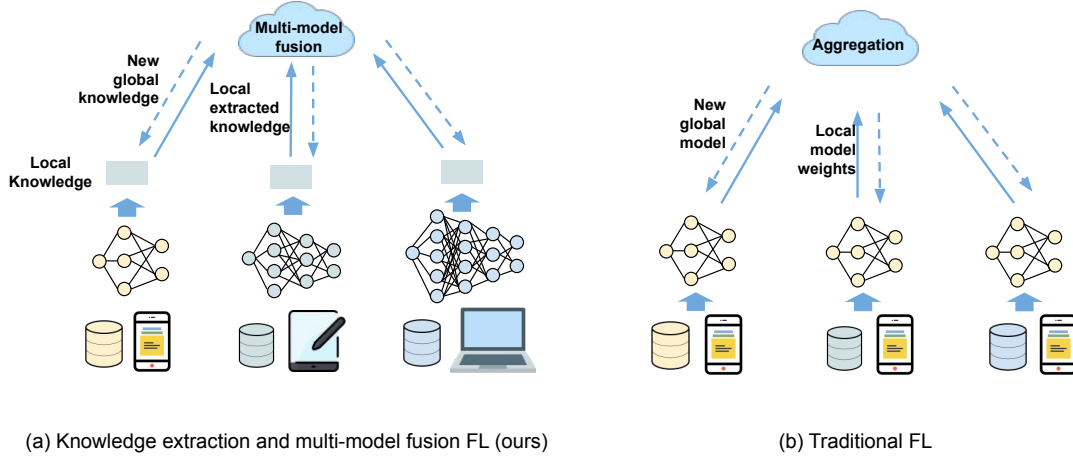 Multi-model
fusion
New
global
knowledge
Local
extracted
knowledge
Local
Knowledge
(a) Knowledge extraction and multi-model fusion FL (ours)
Aggregation
New
global
model
Local
model
weights
(b) Traditional FL